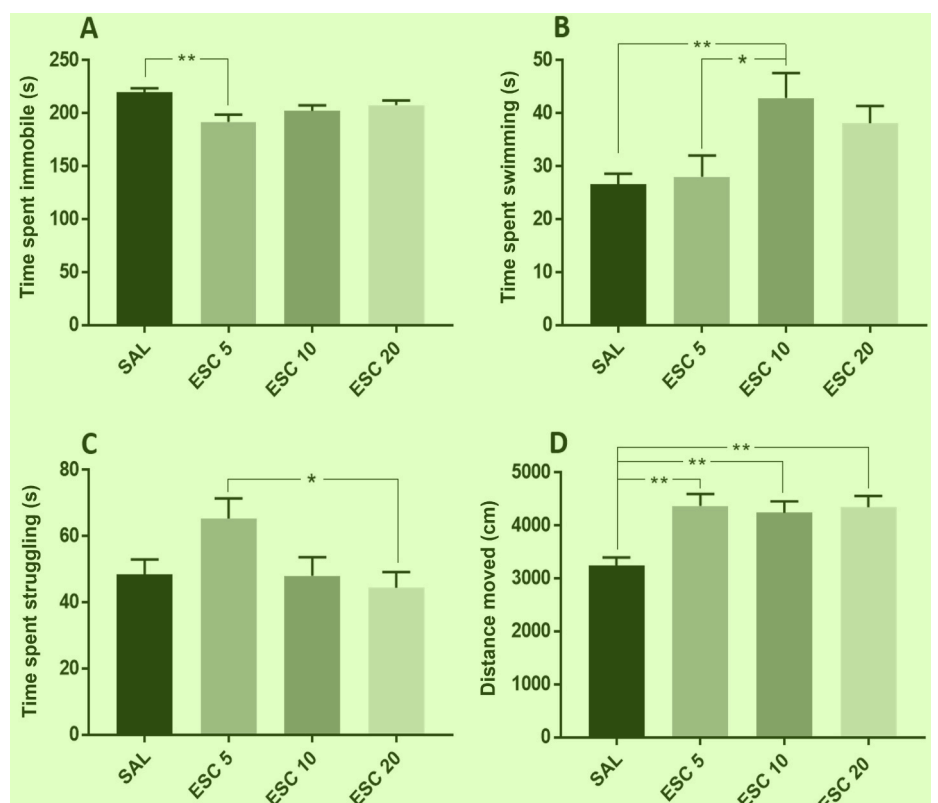 A
Time spent immobile (s)
250
200
150
100
50
0
**
SAL
ESC 5
ESC 10
ESC 20
B
Time spent swimming (s)
50
40
30
20
10
0
**
*
SAL
ESC 5
ESC 10
ESC 20
C
Time spent struggling (s)
80
60
40
20
0
*
SAL
ESC 5
ESC 10
ESC 20
D
Distance moved (cm)
5000
4000
3000
2000
1000
0
**
**
**
SAL
ESC 5
ESC 10
ESC 20